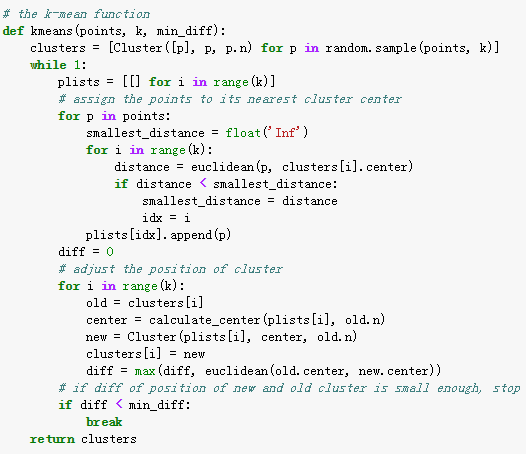 # the k-mean function
def kmeans(points, k, min_diff):
    clusters = [Cluster([p], p, p.n) for p in random.sample(points, k)]
    while 1:
        plists = [[] for i in range(k)]
        # assign the points to its nearest cluster center
        for p in points:
            smallest_distance = float('Inf')
            for i in range(k):
                distance = euclidean(p, clusters[i].center)
                if distance < smallest_distance:
                    smallest_distance = distance
                    idx = i
            plists[idx].append(p)
        diff = 0
        # adjust the position of cluster
        for i in range(k):
            old = clusters[i]
            center = calculate_center(plists[i], old.n)
            new = Cluster(plists[i], center, old.n)
            clusters[i] = new
            diff = max(diff, euclidean(old.center, new.center))
        # if diff of position of new and old cluster is small enough, stop
        if diff < min_diff:
            break
    return clusters